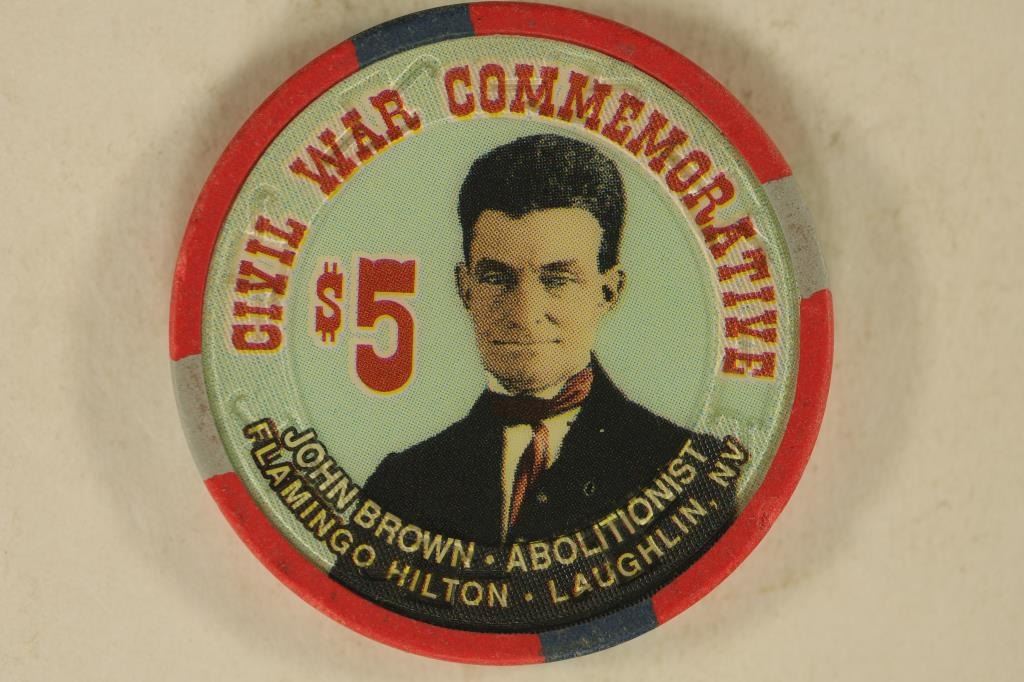 CIVIL WAR COMMEMORATIVE
$5
JOHN BROWN • ABOLITIONIST
FLAMINGO HILTON • LAUGHLIN, NV